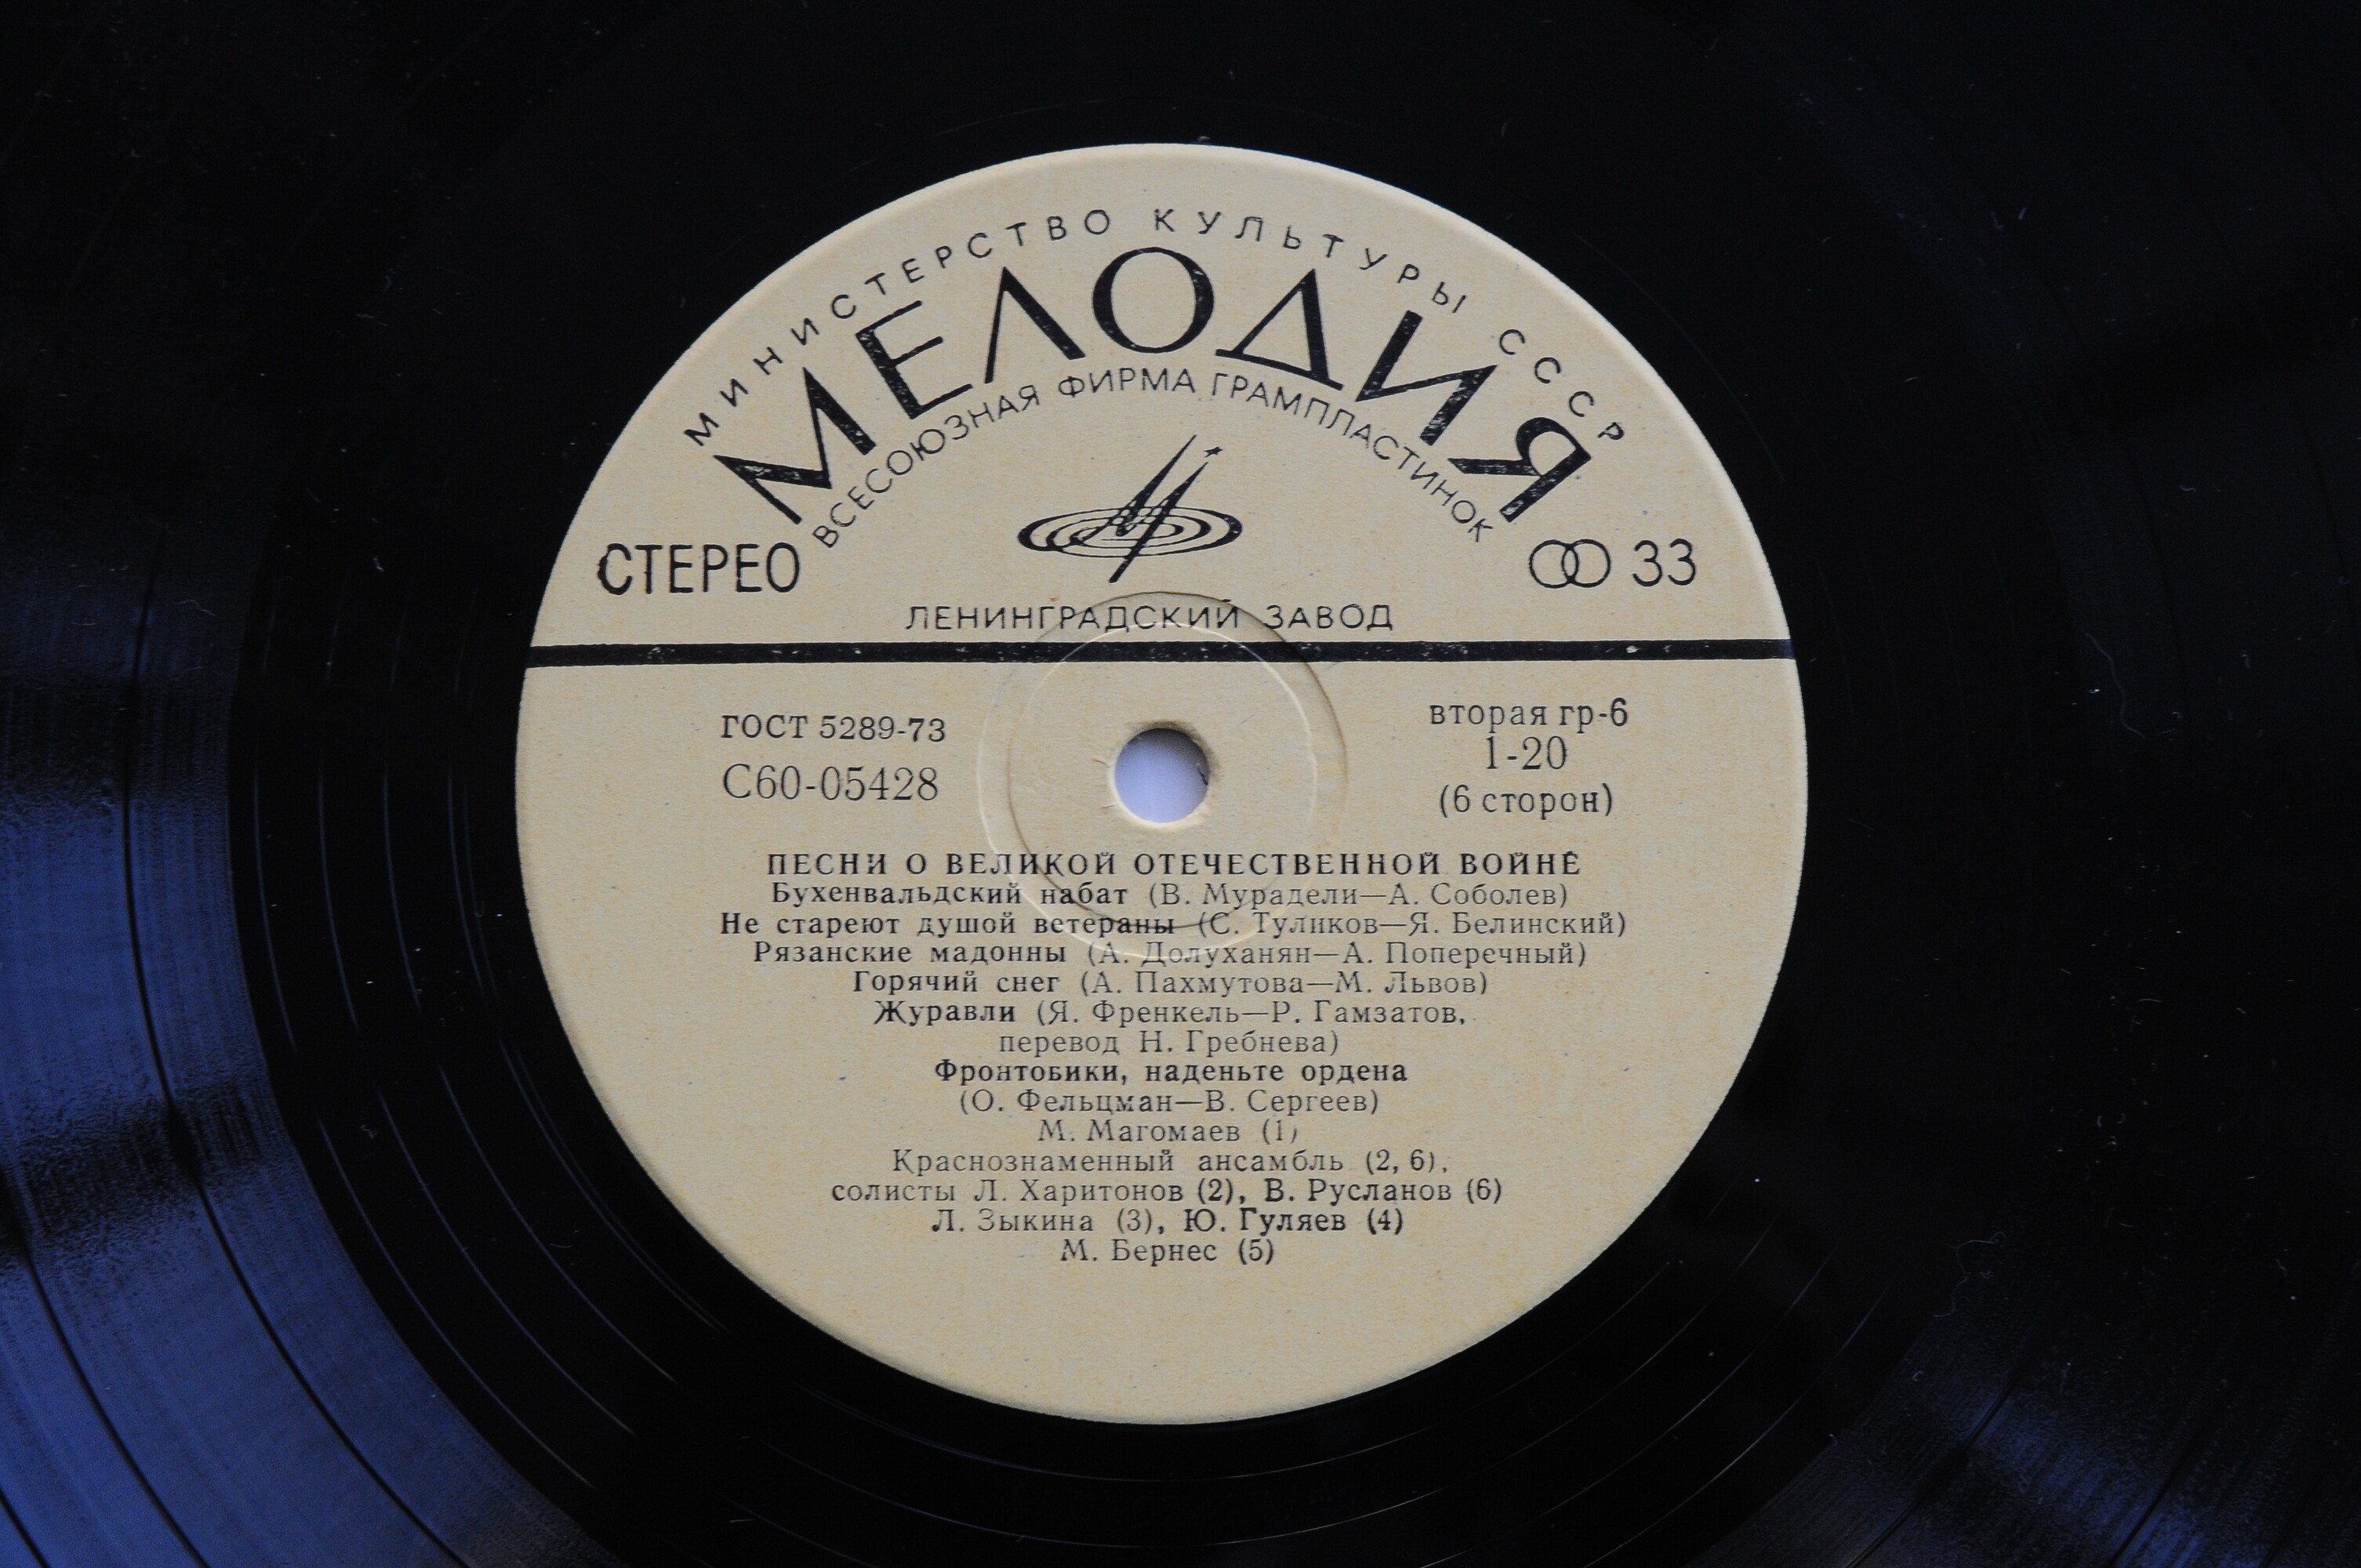 МИНИСТЕРСТВО КУЛЬТУРЫ СССР
МЕЛОДИЯ
ВСЕСОЮЗНАЯ ФИРМА ГРАМПЛАСТИНОК
СТЕРЕО
33
ЛЕНИНГРАДСКИЙ ЗАВОД
ГОСТ 5289-73
С60-05428
вторая гр-6
1-20
(6 сторон)
ПЕСНИ О ВЕЛИКОЙ ОТЕЧЕСТВЕННОЙ ВОЙНЕ
Бухенвальдский набат (В. Мурадели—А. Соболев)
Не стареют душой ветераны (С. Туликов—Я. Белинский)
Рязанские мадонны (А. Долуханян—А. Поперечный)
Горячий снег (А. Пахмутова—М. Львов)
Журавли (Я. Френкель—Р. Гамзатов,
перевод Н. Гребнева)
Фронтовики, наденьте ордена
(О. Фельцман—В. Сергеев)
М. Магомаев (1)
Краснознаменный ансамбль (2, 6),
солисты Л. Харитонов (2), В. Русланов (6)
Л. Зыкина (3), Ю. Гуляев (4)
М. Бернес (5)